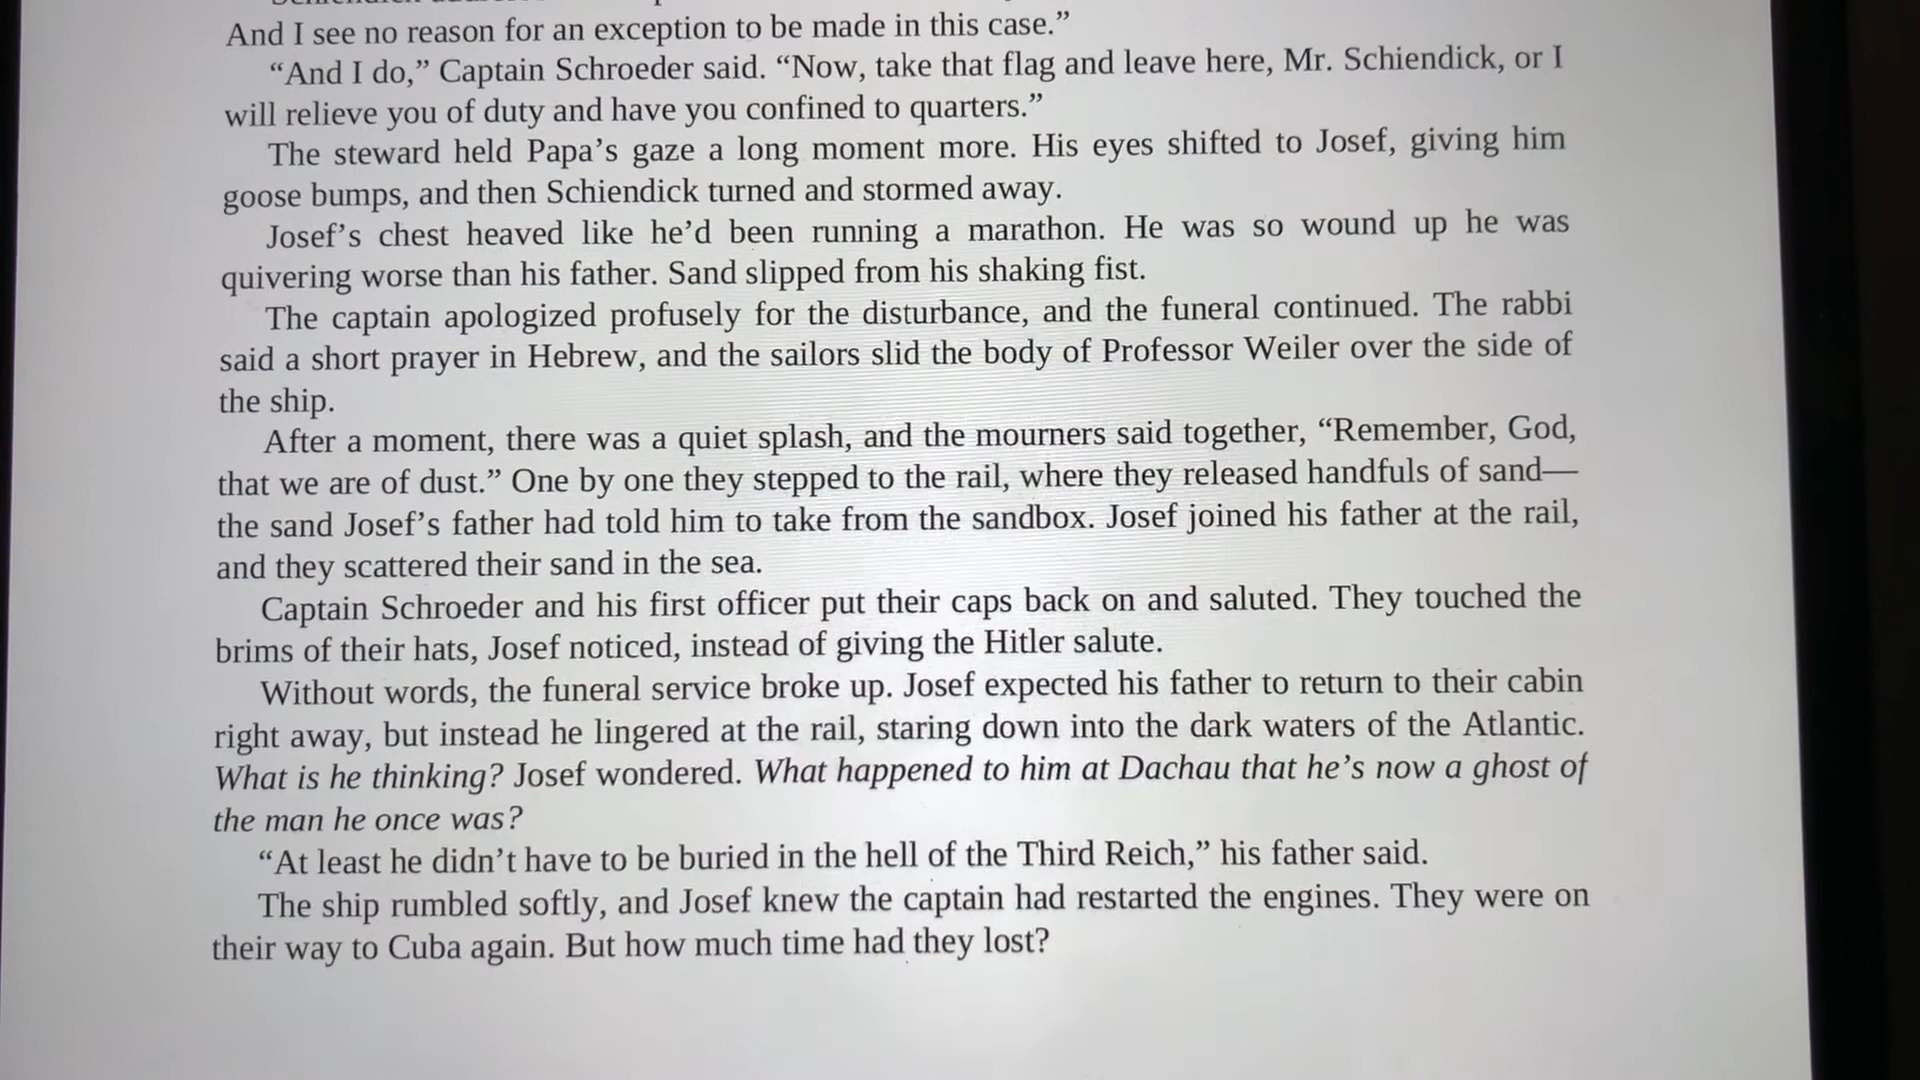 And I see no reason for an exception to be made in this case.”
“And I do,” Captain Schroeder said. “Now, take that flag and leave here, Mr. Schiendick, or I
will relieve you of duty and have you confined to quarters.”
The steward held Papa’s gaze a long moment more. His eyes shifted to Josef, giving him
goose bumps, and then Schiendick turned and stormed away.
Josef’s chest heaved like he’d been running a marathon. He was so wound up he was
quivering worse than his father. Sand slipped from his shaking fist.
The captain apologized profusely for the disturbance, and the funeral continued. The rabbi
said a short prayer in Hebrew, and the sailors slid the body of Professor Weiler over the side of
the ship.
After a moment, there was a quiet splash, and the mourners said together, “Remember, God,
that we are of dust.” One by one they stepped to the rail, where they released handfuls of sand—
the sand Josef’s father had told him to take from the sandbox. Josef joined his father at the rail,
and they scattered their sand in the sea.
Captain Schroeder and his first officer put their caps back on and saluted. They touched the
brims of their hats, Josef noticed, instead of giving the Hitler salute.
Without words, the funeral service broke up. Josef expected his father to return to their cabin
right away, but instead he lingered at the rail, staring down into the dark waters of the Atlantic.
What is he thinking? Josef wondered. What happened to him at Dachau that he’s now a ghost of
the man he once was?
“At least he didn’t have to be buried in the hell of the Third Reich,” his father said.
The ship rumbled softly, and Josef knew the captain had restarted the engines. They were on
their way to Cuba again. But how much time had they lost?